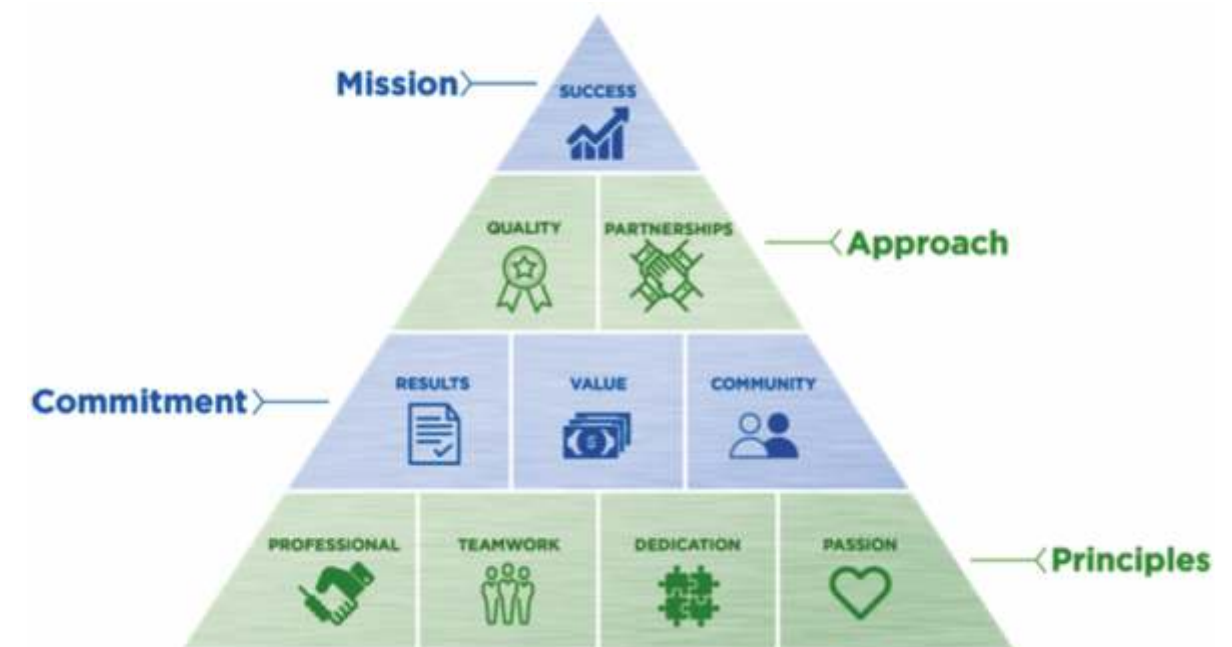 Mission
SUCCESS
QUALITY
PARTNERSHIPS
Approach
Commitment
RESULTS
VALUE
COMMUNITY
PROFESSIONAL
TEAMWORK
DEDICATION
PASSION
Principles
$